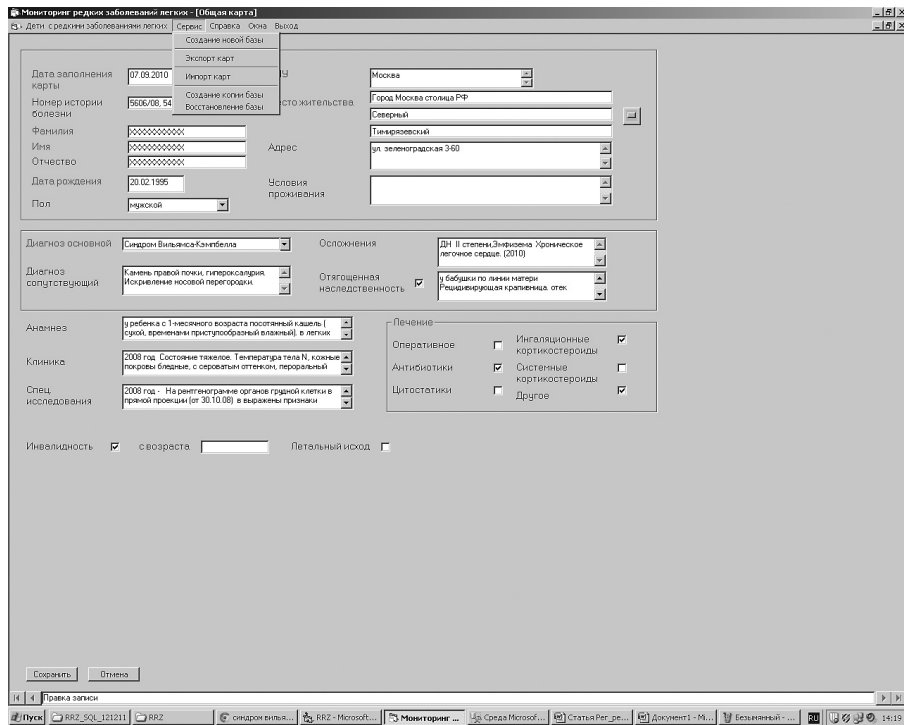 Мониторинг редких заболеваний легких - [Общая карта]
Дети с редкими заболеваниями легких Сервис Справка Окна Выход
Создание новой базы
Экспорт карт
Импорт карт
Создание копии базы
Восстановление базы
Дата заполнения карты
07.09.2010
Москва
Номер истории болезни
5606/08, 54
Город Москва столица РФ
Северный
Тимирязевский
Фамилия
XXXXXXXXXXX
Имя
XXXXXXXXXXX
Отчество
XXXXXXXXXXX
Адрес
ул. зеленоградская 3-60
Дата рождения
20.02.1995
Условия
проживания
Пол
мужской
Диагноз основной
Синдром Вильямса-Кэмпбелла
Осложнения
ДН II степени,Эмфизема Хроническое
легочное сердце. (2010)
Диагноз
сопутствующий
Камень правой почки, гипероксалурия.
Искривление носовой перегородки.
Отягощенная
наследственность
у бабушки по линии матери
Рецидивирующая крапивница. отек
Анамнез
у ребенка с 1-месячного возраста посотянный кашель (
сухой, временами приступообразный влажный). в легких
Клиника
2008 год Состояние тяжелое. Температура тела N, кожные
покровы бледные, с сероватым оттенком, пероральный
Спец.
исследования
2008 год - На рентгенограмме органов грудной клетки в
прямой проекции (от 30.10.08) в выражены признаки
Лечение
Оперативное
Антибиотики
Цитостатики
Ингаляционные
кортикостероиды
Системные
кортикостероиды
Другое
Инвалидность
с возраста
Летальный исход
Сохранить
Отмена
Правка записи
Пуск
RRZ_SQL_121211
RRZ
синдром вилья...
RRZ - Microsoft...
Мониторинг ...
Среда Microsof...
Статья Рег_ре...
Документ1 - M...
Безымянный - ...
RU
14:19